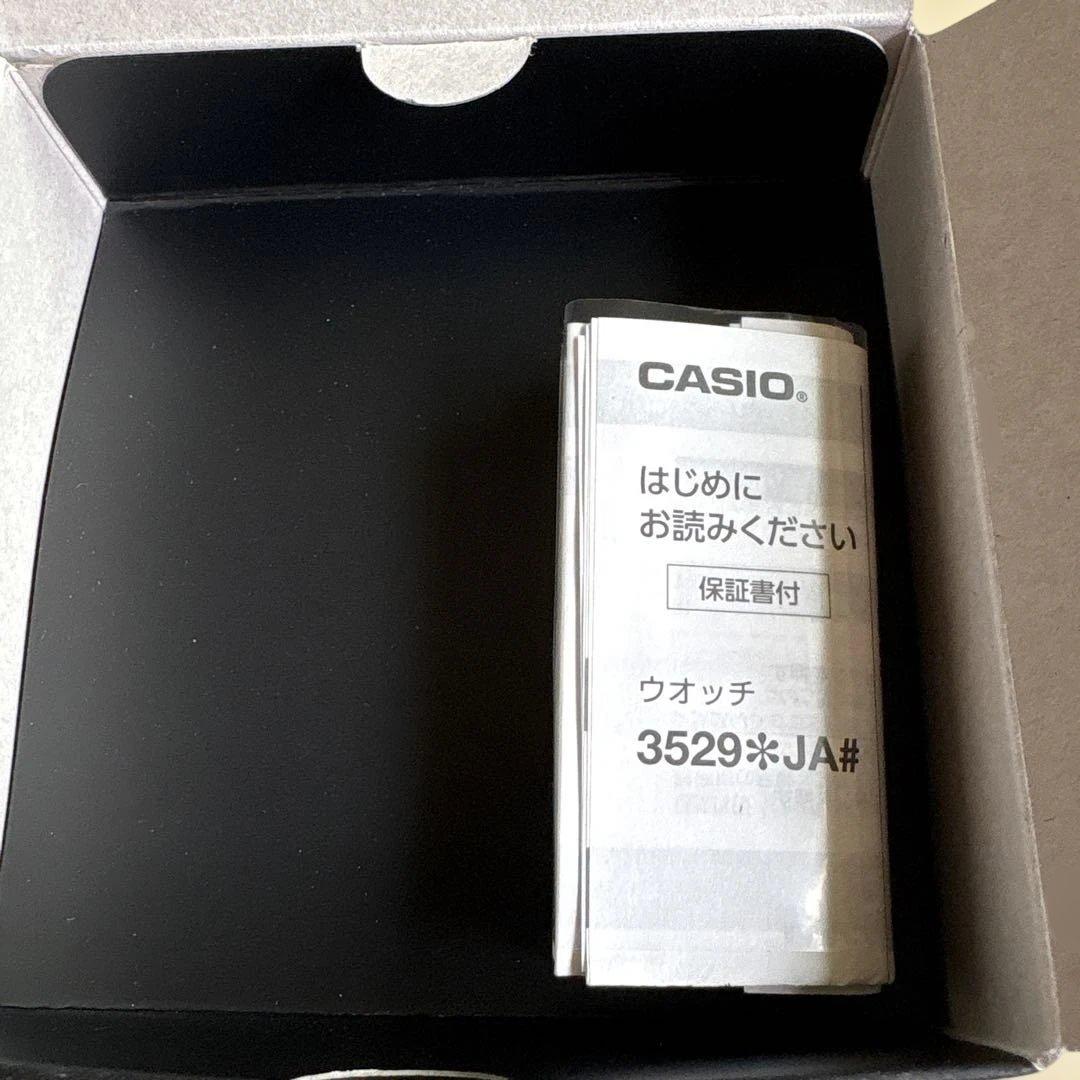 CASIO®
はじめに
お読みください
保証書付
ウオッチ
3529✽JA#